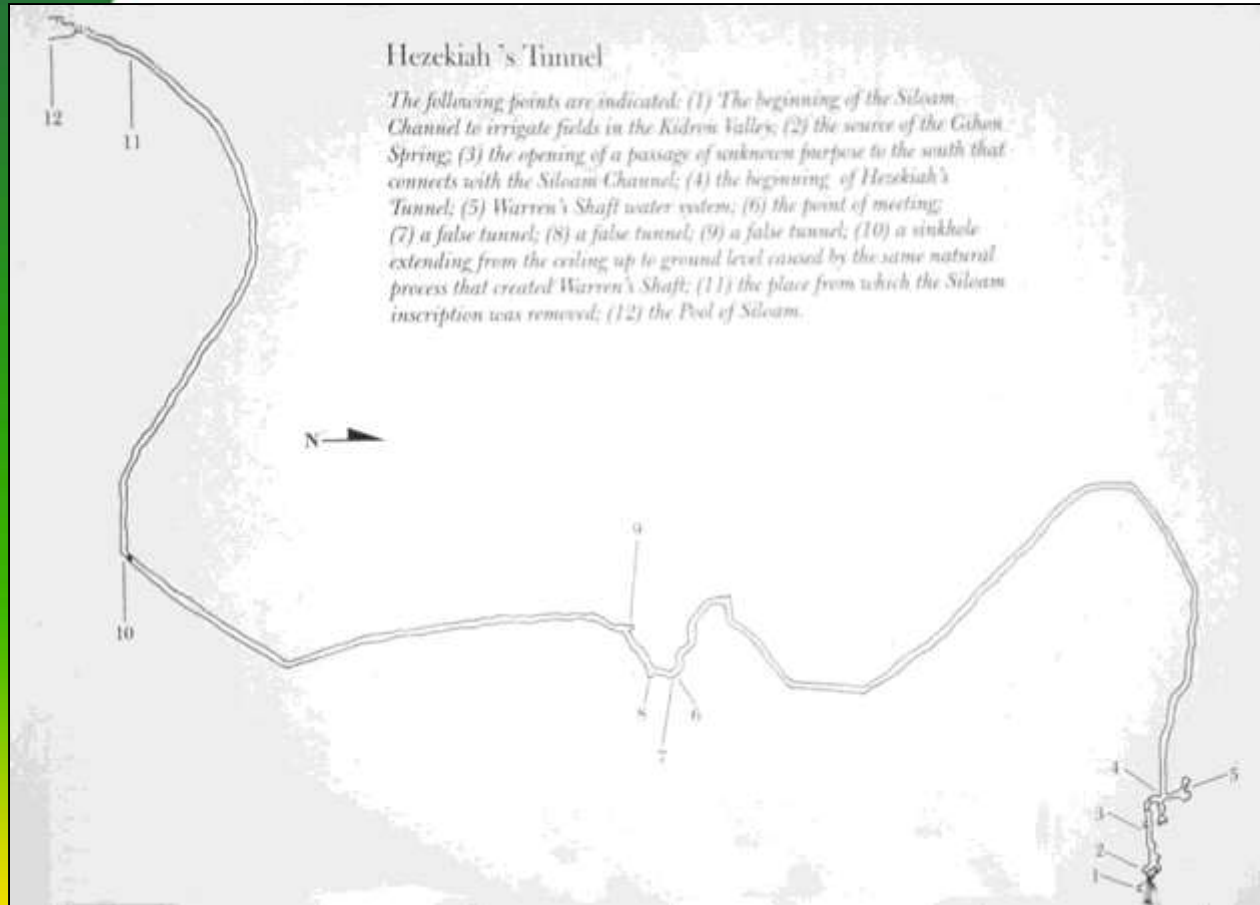 Hezekiah 's Tunnel
The following points are indicated: (1) The beginning of the Siloam
Channel to irrigate fields in the Kidron Valley; (2) the source of the Gihon
Spring; (3) the opening of a passage of unknown purpose to the south that
connects with the Siloam Channel; (4) the beginning of Hezekiah's
Tunnel; (5) Warren's Shaft water system; (6) the point of meeting;
(7) a false tunnel; (8) a false tunnel; (9) a false tunnel; (10) a sinkhole
extending from the ceiling up to ground level caused by the same natural
process that created Warren's Shaft; (11) the place from which the Siloam
inscription was removed; (12) the Pool of Siloam.
12
11
N
9
10
8
6
7
4
5
3
2
1